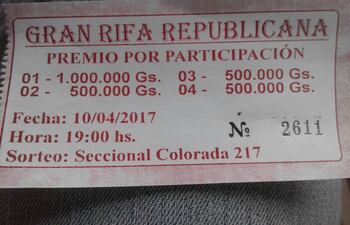 GRAN RIFA REPUBLICANA
PREMIO POR PARTICIPACIÓN
01 - 1.000.000 Gs. 03 - 500.000 Gs.
02 - 500.000 Gs. 04 - 500.000 Gs.
Fecha: 10/04/2017
Hora: 19:00 hs. Nº 2611
Sorteo: Seccional Colorada 217